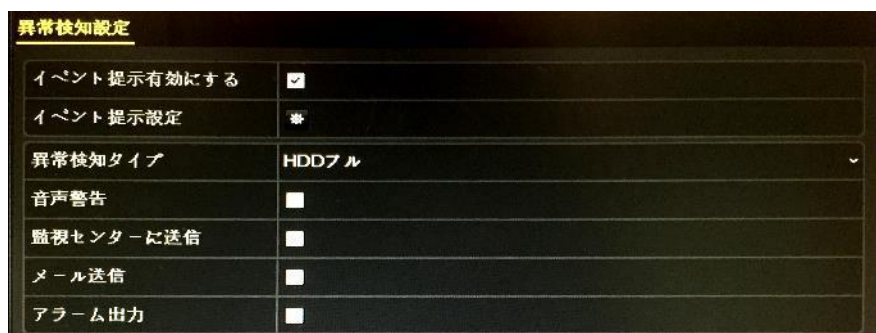 異常検知設定
イベント提示有効にする
イベント提示設定
異常検知タイプ HDDフル
音声警告
監視センターに送信
メール送信
アラーム出力